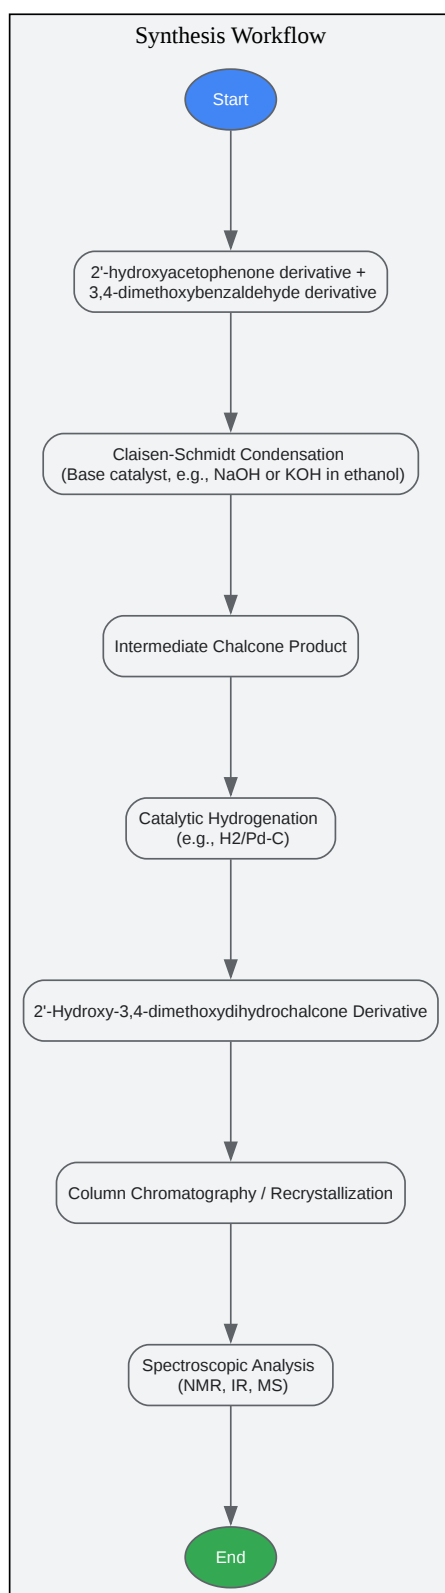 Synthesis Workflow
Start
2'-hydroxyacetophenone derivative +
3,4-dimethoxybenzaldehyde derivative
Claisen-Schmidt Condensation
(Base catalyst, e.g., NaOH or KOH in ethanol)
Intermediate Chalcone Product
Catalytic Hydrogenation
(e.g., H2/Pd-C)
2'-Hydroxy-3,4-dimethoxydihydrochalcone Derivative
Column Chromatography / Recrystallization
Spectroscopic Analysis
(NMR, IR, MS)
End